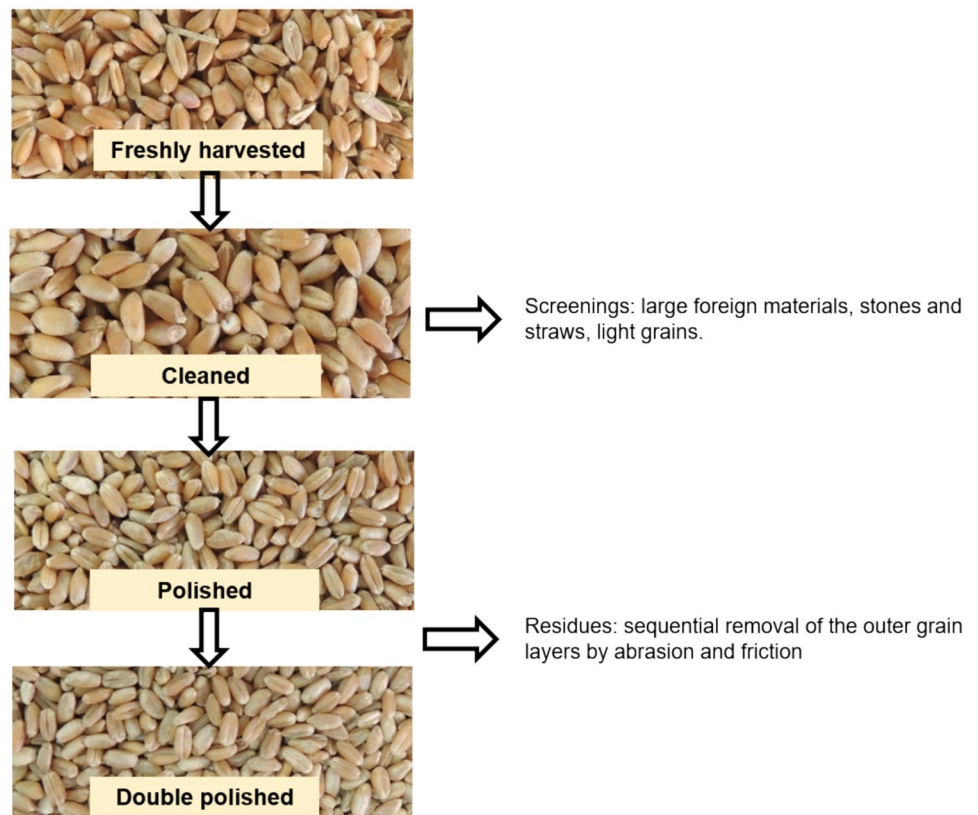 Freshly harvested
Cleaned
Screenings: large foreign materials, stones and
straws, light grains.
Polished
Residues: sequential removal of the outer grain
layers by abrasion and friction
Double polished